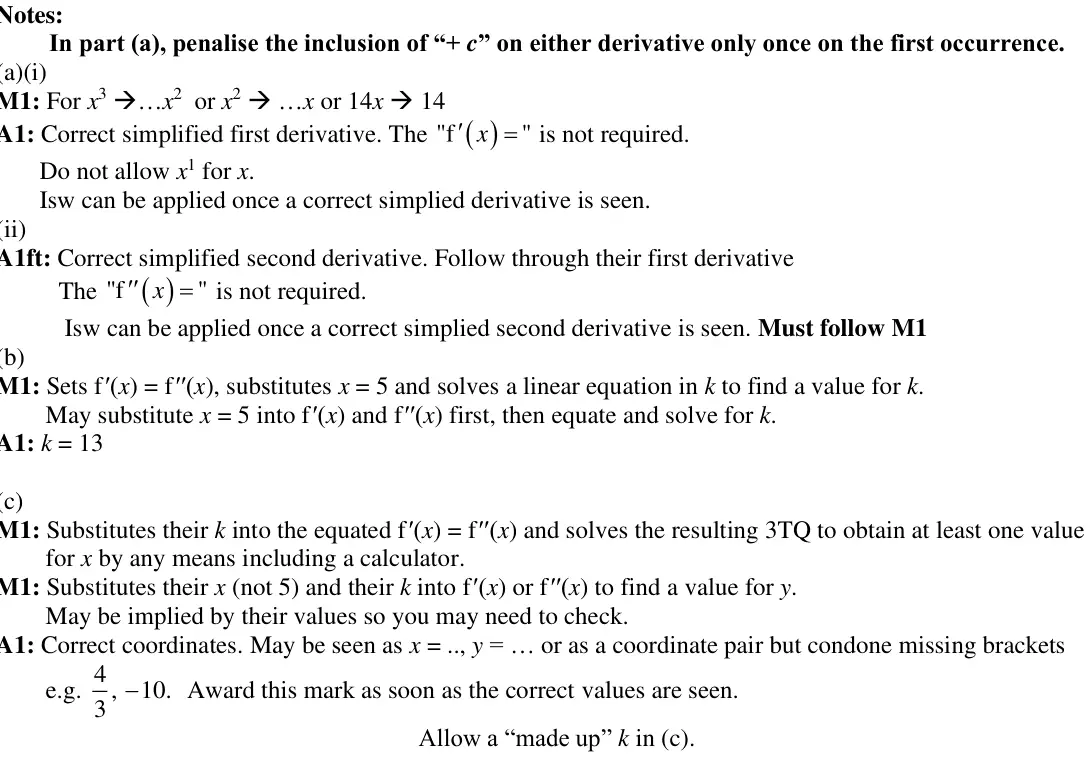 Notes:
In part (a), penalise the inclusion of “+ c” on either derivative only once on the first occurrence.
(a)(i)
M1: For x³ →…x² or x² → …x or 14x → 14
A1: Correct simplified first derivative. The "f′(x)=" is not required.
Do not allow x¹ for x.
Isw can be applied once a correct simplied derivative is seen.
(ii)
A1ft: Correct simplified second derivative. Follow through their first derivative
The "f″(x)=" is not required.
Isw can be applied once a correct simplied second derivative is seen. Must follow M1
(b)
M1: Sets f′(x) = f″(x), substitutes x = 5 and solves a linear equation in k to find a value for k.
May substitute x = 5 into f′(x) and f″(x) first, then equate and solve for k.
A1: k = 13
(c)
M1: Substitutes their k into the equated f′(x) = f″(x) and solves the resulting 3TQ to obtain at least one value
for x by any means including a calculator.
M1: Substitutes their x (not 5) and their k into f′(x) or f″(x) to find a value for y.
May be implied by their values so you may need to check.
A1: Correct coordinates. May be seen as x = .., y = … or as a coordinate pair but condone missing brackets
e.g. 4/3, −10. Award this mark as soon as the correct values are seen.
Allow a “made up” k in (c).